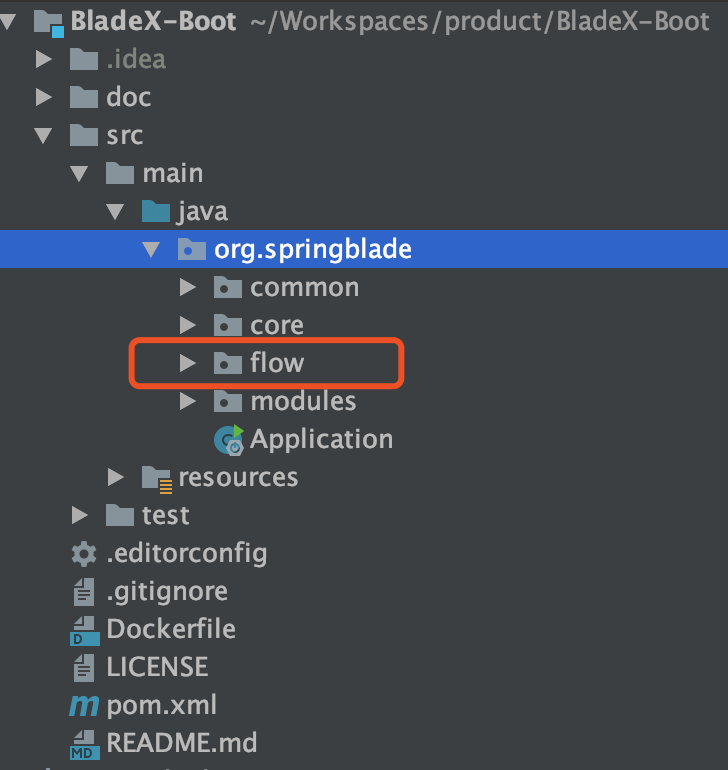 BladeX-Boot ~/Workspaces/product/BladeX-Boot
.idea
doc
src
main
java
org.springblade
common
core
flow
modules
Application
resources
test
.editorconfig
.gitignore
D Dockerfile
LICENSE
m pom.xml
MD README.md